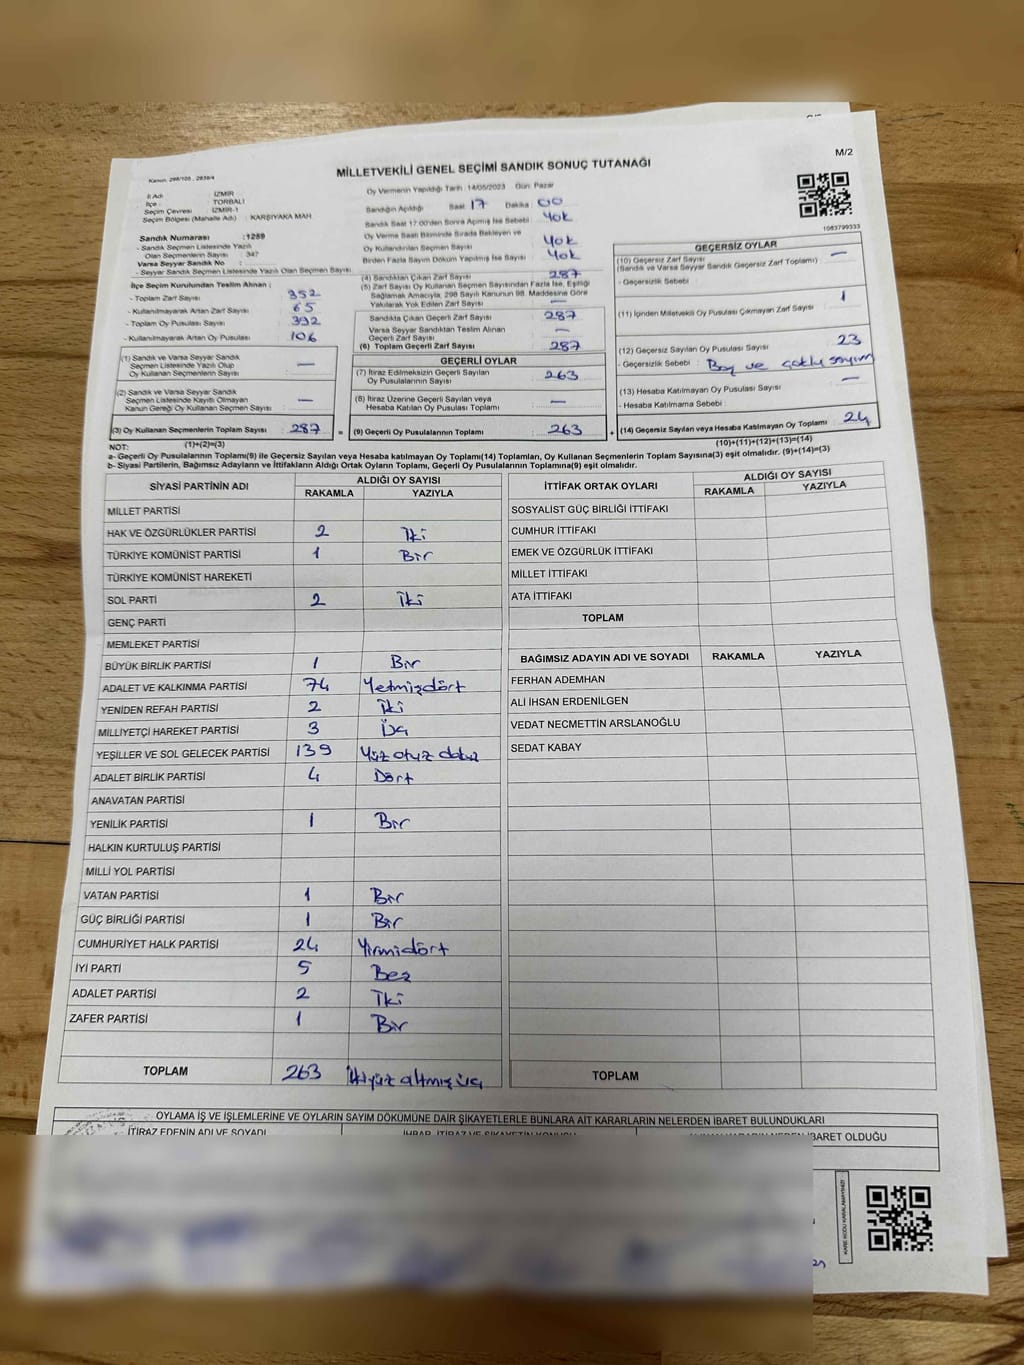 M/2
Kanun: 298/105 , 2839/4
MİLLETVEKİLİ GENEL SEÇİMİ SANDIK SONUÇ TUTANAĞI
İl Adı : İZMİR
İlçe : TORBALI
Seçim Çevresi : İZMİR-1
Seçim Bölgesi (Mahalle Adı) : KARŞIYAKA MAH
Sandık Numarası :1259
- Sandık Seçmen Listesinde Yazılı
Olan Seçmenlerin Sayısı : 347
Varsa Seyyar Sandık No :
- Seyyar Sandık Seçmen Listesinde Yazılı Olan Seçmen Sayısı
İlçe Seçim Kurulundan Teslim Alınan :
- Toplam Zarf Sayısı 352
- Kullanılmayarak Artan Zarf Sayısı 65
- Toplam Oy Pusulası Sayısı 392
- Kullanılmayarak Artan Oy Pusulası 106
(1) Sandık ve Varsa Seyyar Sandık
Seçmen Listesinde Yazılı Olup
Oy Kullanan Seçmenlerin Sayısı —
(2) Sandık ve Varsa Seyyar Sandık
Seçmen Listesinde Kayıtlı Olmayan
Kanun Gereği Oy Kullanan Seçmen Sayısı : —
(3) Oy Kullanan Seçmenlerin Toplam Sayısı 287
Oy Vermenin Yapıldığı Tarih :14/05/2023 Gün: Pazar
Sandığın Açıldığı Saat 17 Dakika 00
Sandık Saat 17.00'den Sonra Açılmış İse Sebebi : Yok
Oy Verme Saati Bitiminde Sırada Bekleyen ve
Oy Kullandırılan Seçmen Sayısı Yok
Birden Fazla Sayım Döküm Yapılmış İse Sayısı Yok
(4) Sandıktan Çıkan Zarf Sayısı 287
(5) Zarf Sayısı Oy Kullanan Seçmen Sayısından Fazla İse, Eşitliği
Sağlamak Amacıyla, 298 Sayılı Kanunun 98. Maddesine Göre
Yakılarak Yok Edilen Zarf Sayısı —
Sandıkta Çıkan Geçerli Zarf Sayısı 287
Varsa Seyyar Sandıktan Teslim Alınan
Geçerli Zarf Sayısı —
(6) Toplam Geçerli Zarf Sayısı 287
GEÇERLİ OYLAR
(7) İtiraz Edilmeksizin Geçerli Sayılan
Oy Pusulalarının Sayısı 263
(8) İtiraz Üzerine Geçerli Sayılan veya
Hesaba Katılan Oy Pusulası Toplamı —
= (9) Geçerli Oy Pusulalarının Toplamı 263 +
1083799333
GEÇERSİZ OYLAR
(10) Geçersiz Zarf Sayısı —
(Sandık ve Varsa Seyyar Sandık Geçersiz Zarf Toplamı)
- Geçersizlik Sebebi :
(11) İçinden Milletvekili Oy Pusulası Çıkmayan Zarf Sayısı 1
(12) Geçersiz Sayılan Oy Pusulası Sayısı 23
- Geçersizlik Sebebi : Boş ve çoklu sayım
(13) Hesaba Katılmayan Oy Pusulası Sayısı —
- Hesaba Katılmama Sebebi :
(14) Geçersiz Sayılan veya Hesaba Katılmayan Oy Toplamı 24
NOT: (1)+(2)=(3) (10)+(11)+(12)+(13)=(14)
a- Geçerli Oy Pusulalarının Toplamı(9) ile Geçersiz Sayılan veya Hesaba Katılmayan Oy Toplamı(14) Toplamları, Oy Kullanan Seçmenlerin Toplam Sayısına(3) eşit olmalıdır. (9)+(14)=(3)
b- Siyasi Partilerin, Bağımsız Adayların ve İttifakların Aldığı Ortak Oyların Toplamı, Geçerli Oy Pusulalarının Toplamına(9) eşit olmalıdır.
SİYASİ PARTİNİN ADI ALDIĞI OY SAYISI
RAKAMLA YAZIYLA
MİLLET PARTİSİ
HAK VE ÖZGÜRLÜKLER PARTİSİ 2 İki
TÜRKİYE KOMÜNİST PARTİSİ 1 Bir
TÜRKİYE KOMÜNİST HAREKETİ
SOL PARTİ 2 İki
GENÇ PARTİ
MEMLEKET PARTİSİ
BÜYÜK BİRLİK PARTİSİ 1 Bir
ADALET VE KALKINMA PARTİSİ 74 Yetmişdört
YENİDEN REFAH PARTİSİ 2 İki
MİLLİYETÇİ HAREKET PARTİSİ 3 Üç
YEŞİLLER VE SOL GELECEK PARTİSİ 139 Yüz otuz dokuz
ADALET BİRLİK PARTİSİ 4 Dört
ANAVATAN PARTİSİ
YENİLİK PARTİSİ 1 Bir
HALKIN KURTULUŞ PARTİSİ
MİLLİ YOL PARTİSİ
VATAN PARTİSİ 1 Bir
GÜÇ BİRLİĞİ PARTİSİ 1 Bir
CUMHURİYET HALK PARTİSİ 24 Yirmidört
İYİ PARTİ 5 Beş
ADALET PARTİSİ 2 İki
ZAFER PARTİSİ 1 Bir
TOPLAM 263 İkiyüz altmış üç
İTTİFAK ORTAK OYLARI ALDIĞI OY SAYISI
RAKAMLA YAZIYLA
SOSYALİST GÜÇ BİRLİĞİ İTTİFAKI
CUMHUR İTTİFAKI
EMEK VE ÖZGÜRLÜK İTTİFAKI
MİLLET İTTİFAKI
ATA İTTİFAKI
TOPLAM
BAĞIMSIZ ADAYIN ADI VE SOYADI RAKAMLA YAZIYLA
FERHAN ADEMHAN
ALİ İHSAN ERDENİLGEN
VEDAT NECMETTİN ARSLANOĞLU
SEDAT KABAY
TOPLAM
OYLAMA İŞ VE İŞLEMLERİNE VE OYLARIN SAYIM DÖKÜMÜNE DAİR ŞİKAYETLERLE BUNLARA AİT KARARLARIN NELERDEN İBARET BULUNDUKLARI
İTİRAZ EDENİN ADI VE SOYADI İHBAR, İTİRAZ VE ŞİKAYETİN KONUSU İBARET OLDUĞU
KARE KODU KARALAMAYINIZ!